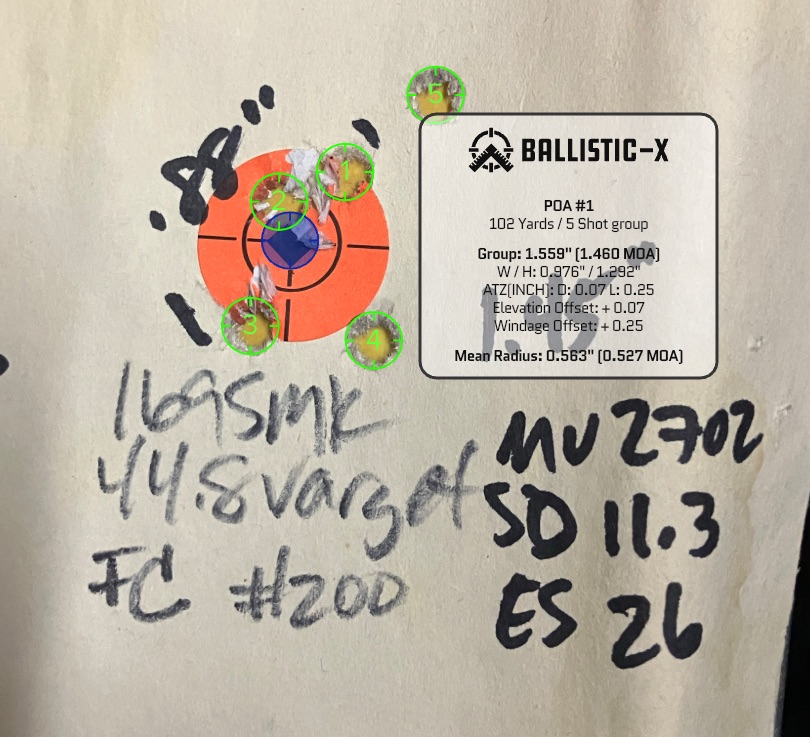 .88"
5
1
2
3
4
BALLISTIC-X
POA #1
102 Yards / 5 Shot group
Group: 1.559" (1.460 MOA)
W / H: 0.976" / 1.292"
ATZ(INCH): D: 0.07 L: 0.25
Elevation Offset: + 0.07
Windage Offset: + 0.25
Mean Radius: 0.563" (0.527 MOA)
169SMK
44.8 varget
FC #200
MV 2702
SD 11.3
ES 26